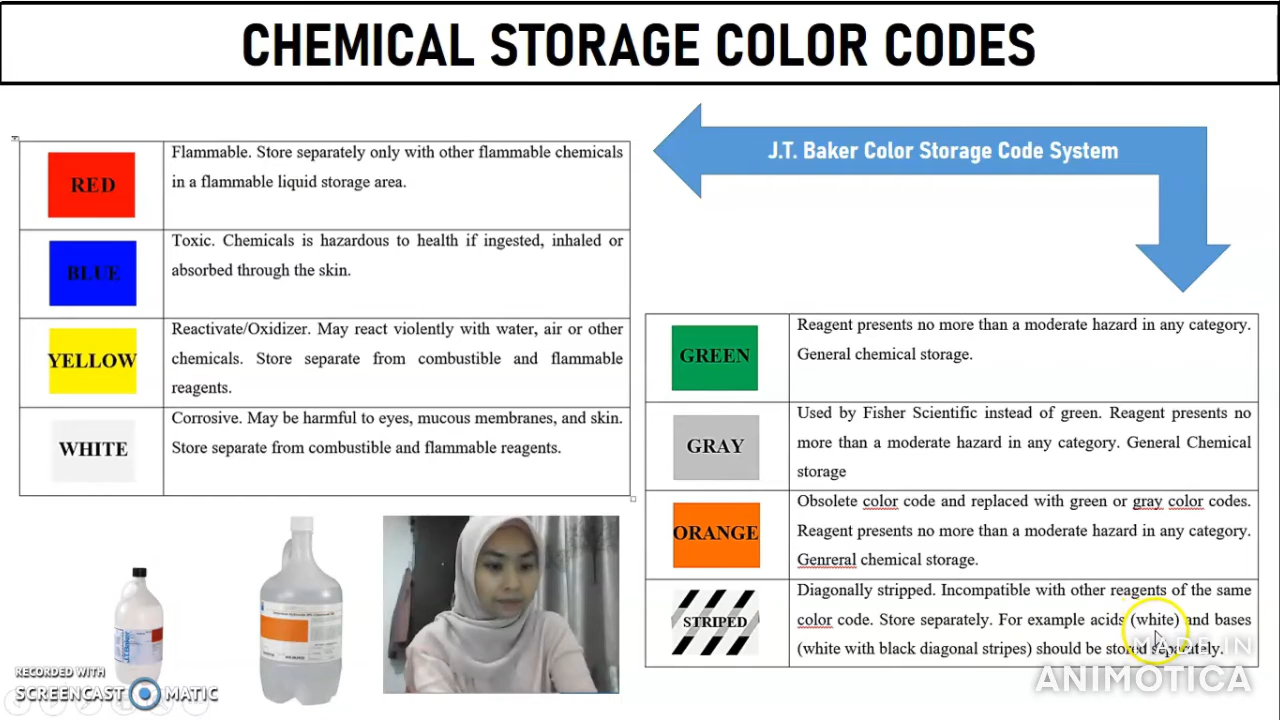 CHEMICAL STORAGE COLOR CODES
J.T. Baker Color Storage Code System
RED
Flammable. Store separately only with other flammable chemicals
in a flammable liquid storage area.
BLUE
Toxic. Chemicals is hazardous to health if ingested, inhaled or
absorbed through the skin.
YELLOW
Reactivate/Oxidizer. May react violently with water, air or other
chemicals. Store separate from combustible and flammable
reagents.
WHITE
Corrosive. May be harmful to eyes, mucous membranes, and skin.
Store separate from combustible and flammable reagents.
GREEN
Reagent presents no more than a moderate hazard in any category.
General chemical storage.
GRAY
Used by Fisher Scientific instead of green. Reagent presents no
more than a moderate hazard in any category. General Chemical
storage
ORANGE
Obsolete color code and replaced with green or gray color codes.
Reagent presents no more than a moderate hazard in any category.
Genreral chemical storage.
STRIPED
Diagonally stripped. Incompatible with other reagents of the same
color code. Store separately. For example acids (white) and bases
(white with black diagonal stripes) should be stored separately.
RECORDED WITH
SCREENCAST MATIC
MADE IN
ANIMOTICA